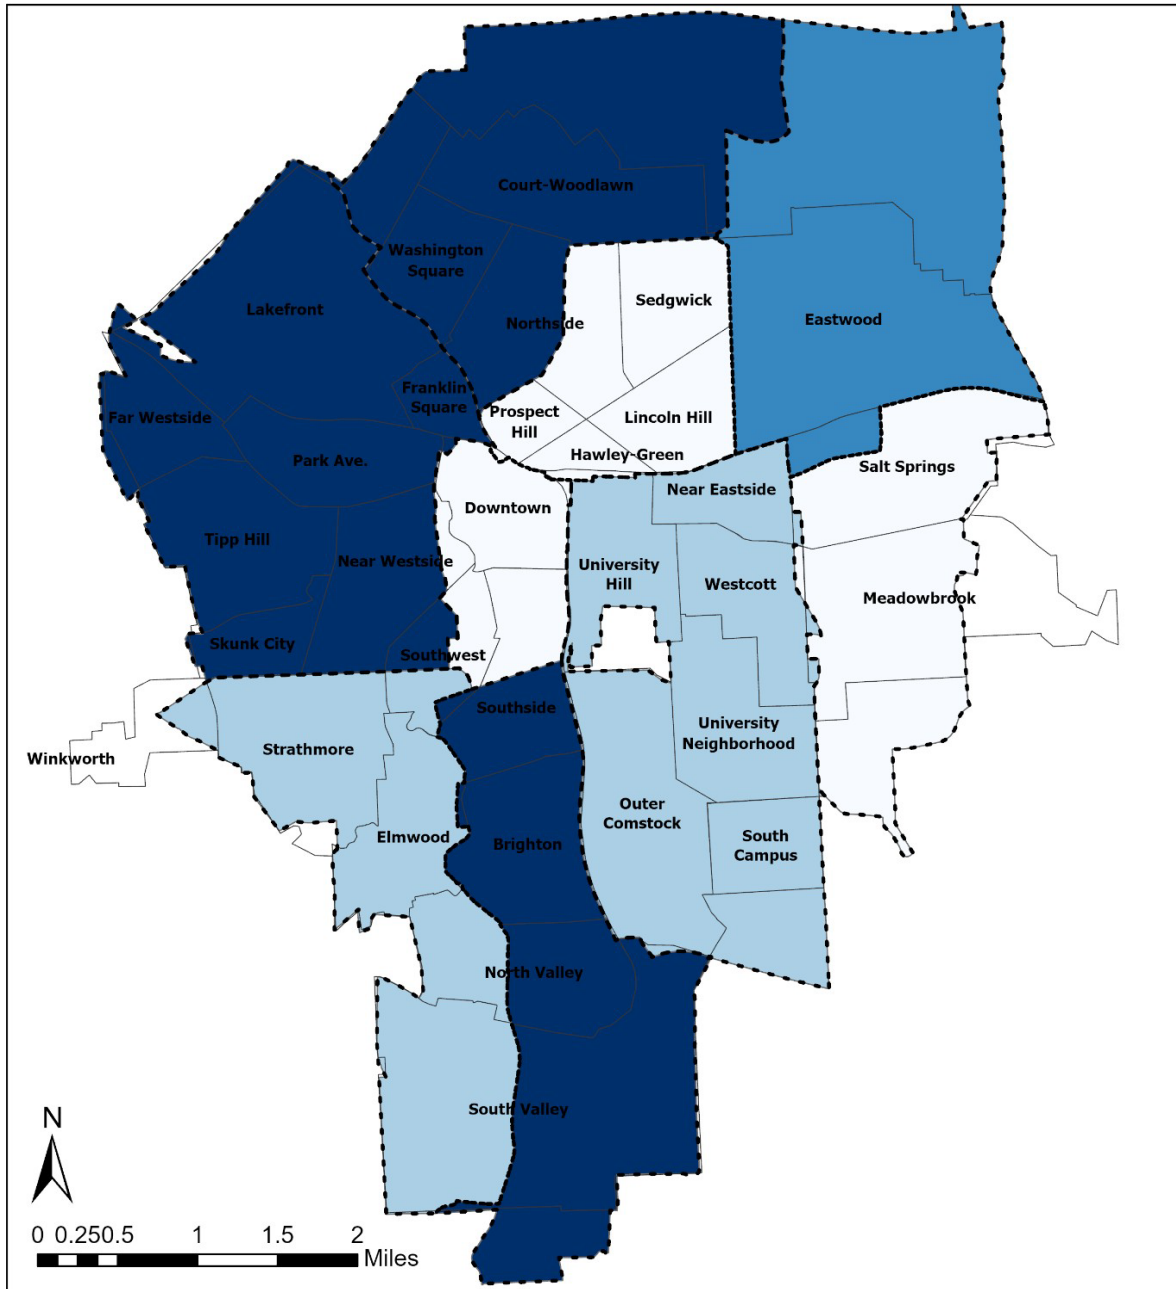 Court-Woodlawn
Washington
Square
Sedgwick
Lakefront
Northside
Eastwood
Franklin
Square
Far Westside
Prospect
Hill
Lincoln Hill
Hawley-Green
Park Ave.
Salt Springs
Near Eastside
Downtown
Tipp Hill
Near Westside
University
Hill
Westcott
Meadowbrook
Skunk City
Southwest
Southside
Strathmore
University
Neighborhood
Winkworth
Outer
Comstock
Elmwood
Brighton
South
Campus
North Valley
South Valley
N
0 0.250.5 1 1.5 2
Miles